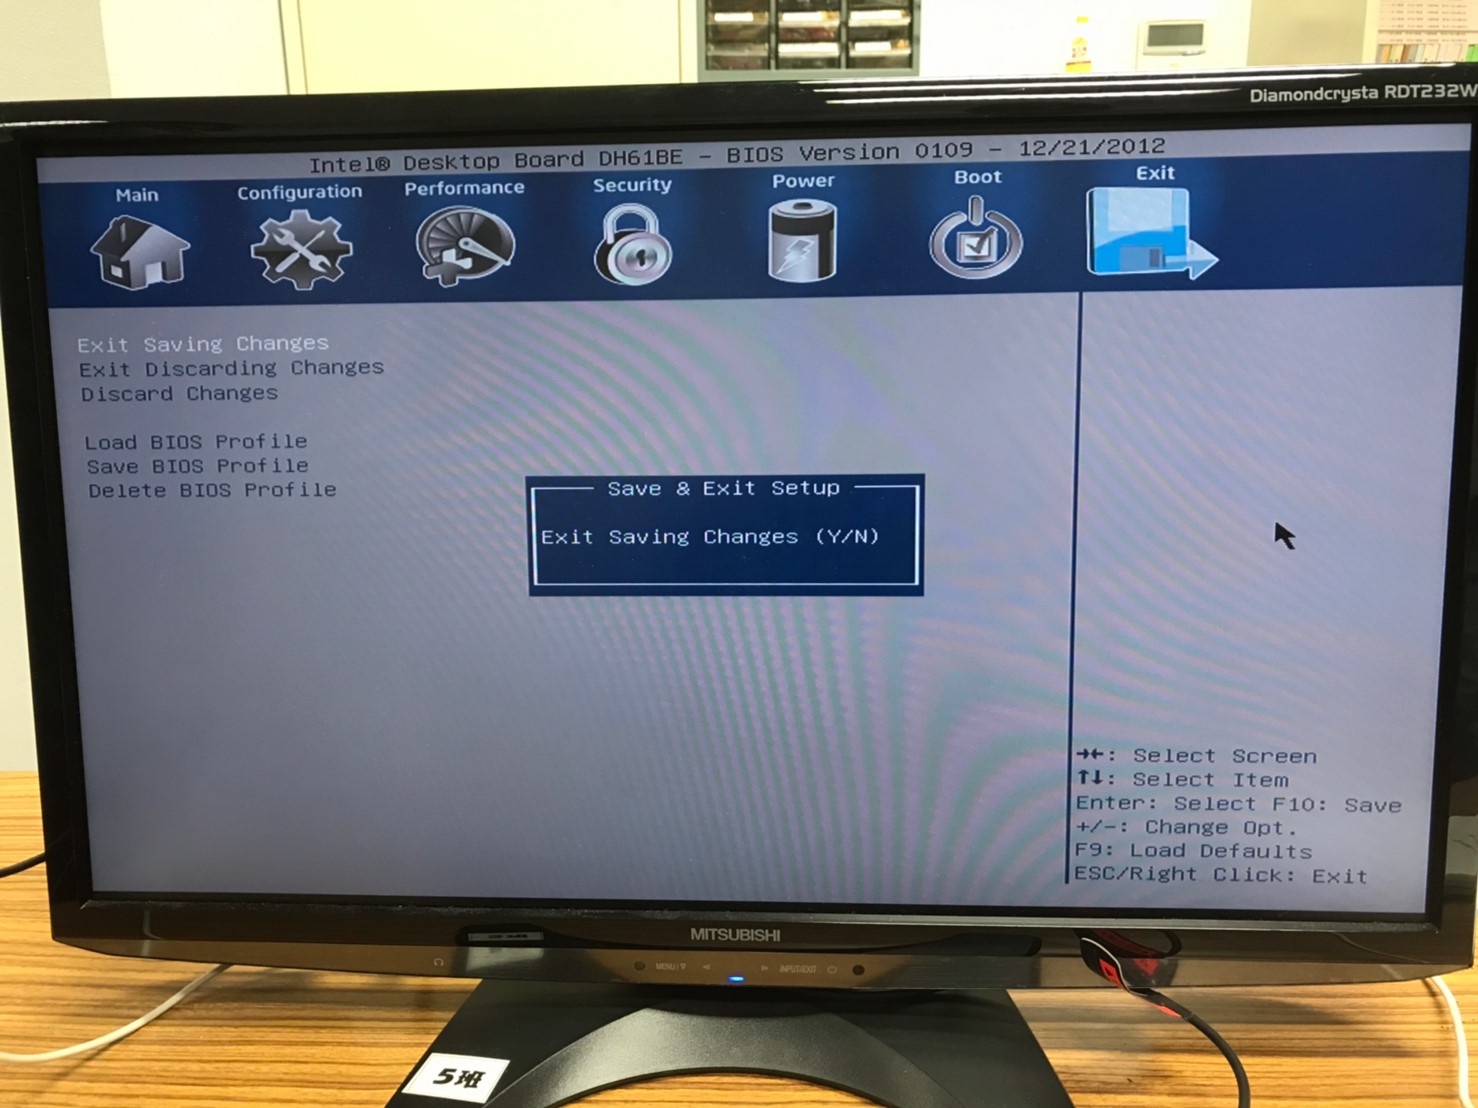 Diamondcrysta RDT232W
Intel® Desktop Board DH61BE - BIOS Version 0109 - 12/21/2012
Main Configuration Performance Security Power Boot Exit
Exit Saving Changes
Exit Discarding Changes
Discard Changes
Load BIOS Profile
Save BIOS Profile
Delete BIOS Profile
Save & Exit Setup
Exit Saving Changes (Y/N)
→←: Select Screen
↑↓: Select Item
Enter: Select F10: Save
+/-: Change Opt.
F9: Load Defaults
ESC/Right Click: Exit
MITSUBISHI
MENU/▽ ◁ ▷ INPUT/EXIT
5班